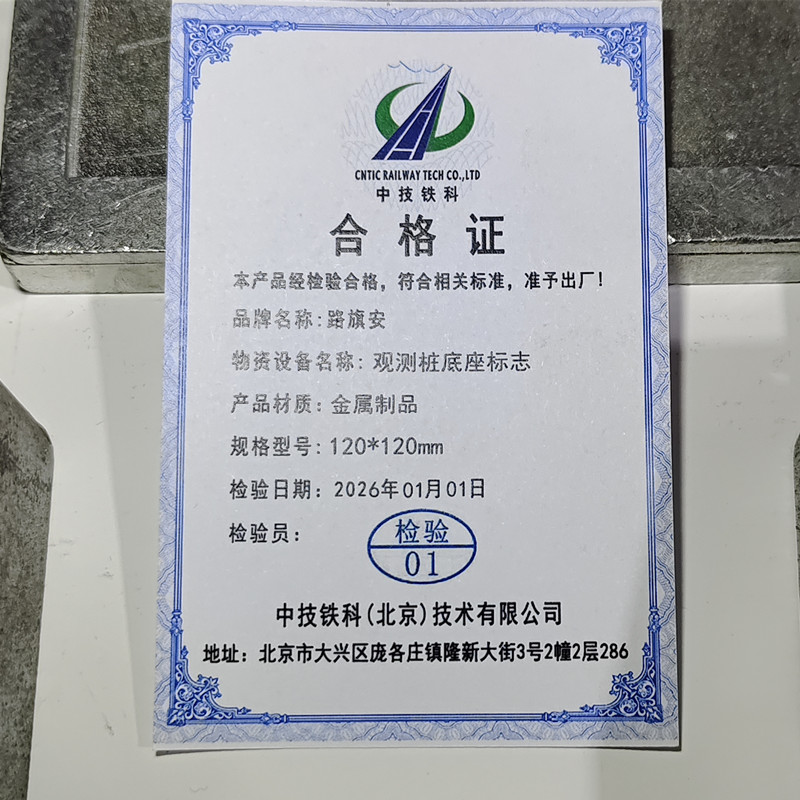 CNTIC RAILWAY TECH CO.,LTD
中技铁科
合格证
本产品经检验合格，符合相关标准，准予出厂！
品牌名称：路旗安
物资设备名称：观测桩底座标志
产品材质：金属制品
规格型号：120*120mm
检验日期：2026年01月01日
检验员：
检验
01
中技铁科(北京)技术有限公司
地址：北京市大兴区庞各庄镇隆新大街3号2幢2层286